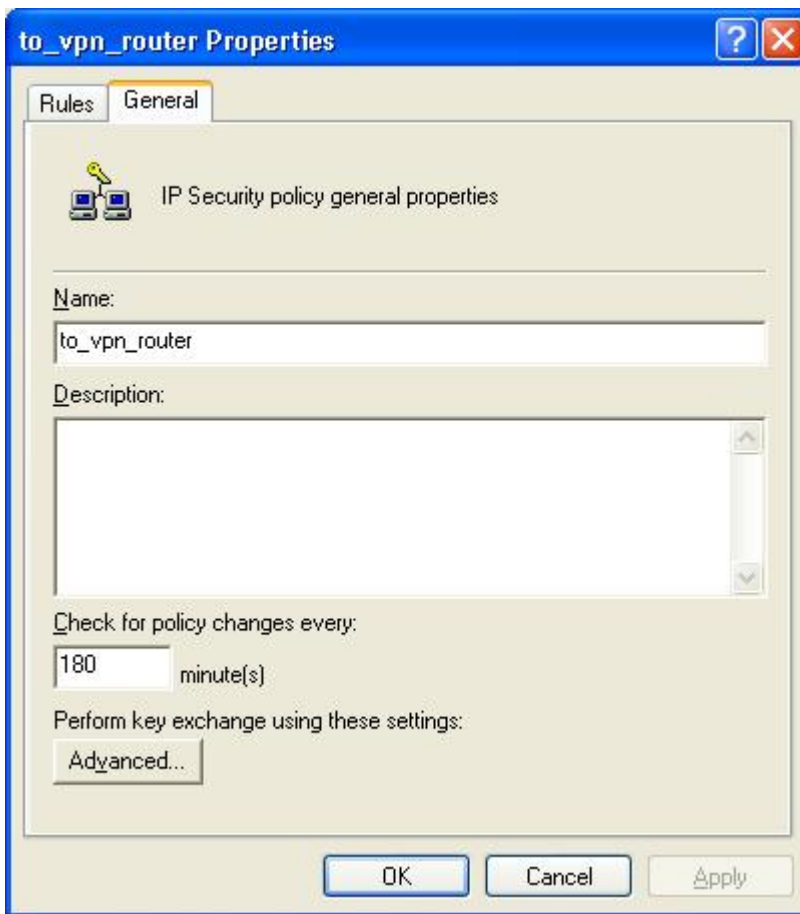 to_vpn_router Properties
Rules General
IP Security policy general properties
Name:
to_vpn_router
Description:
Check for policy changes every:
180 minute(s)
Perform key exchange using these settings:
Advanced...
OK Cancel Apply